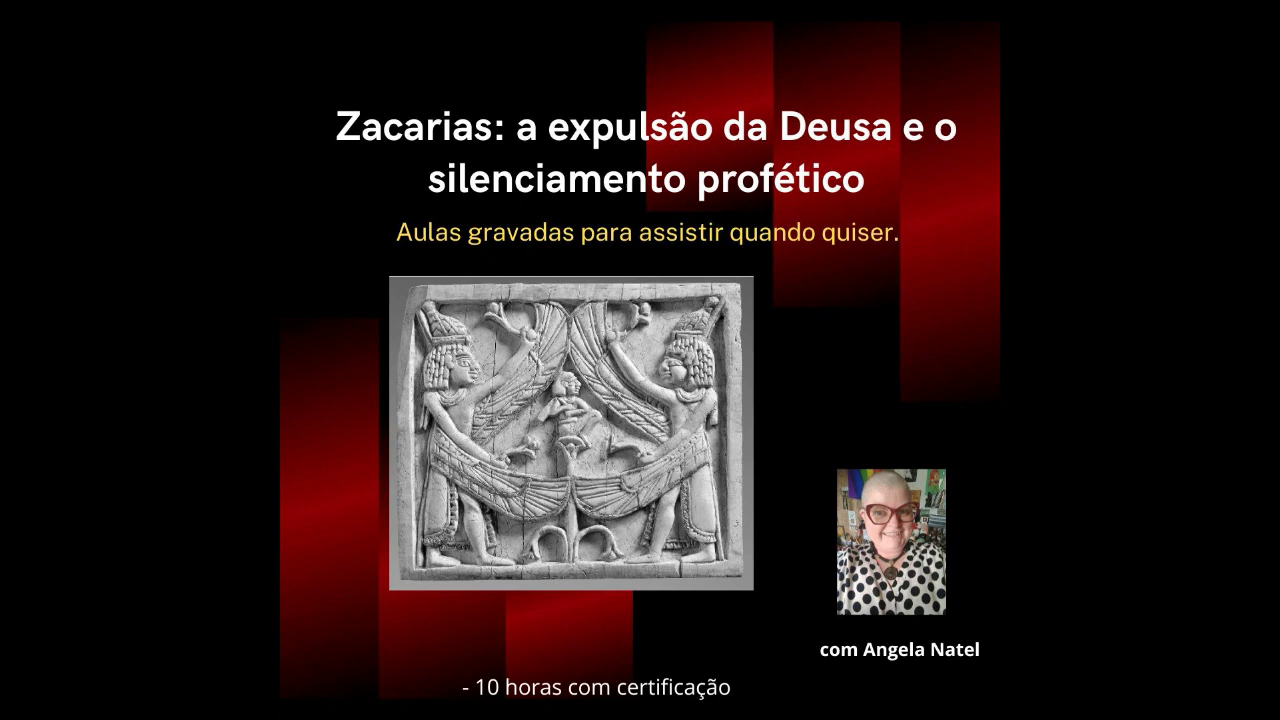 Zacarias: a expulsão da Deusa e o
silenciamento profético
Aulas gravadas para assistir quando quiser.
com Angela Natel
- 10 horas com certificação